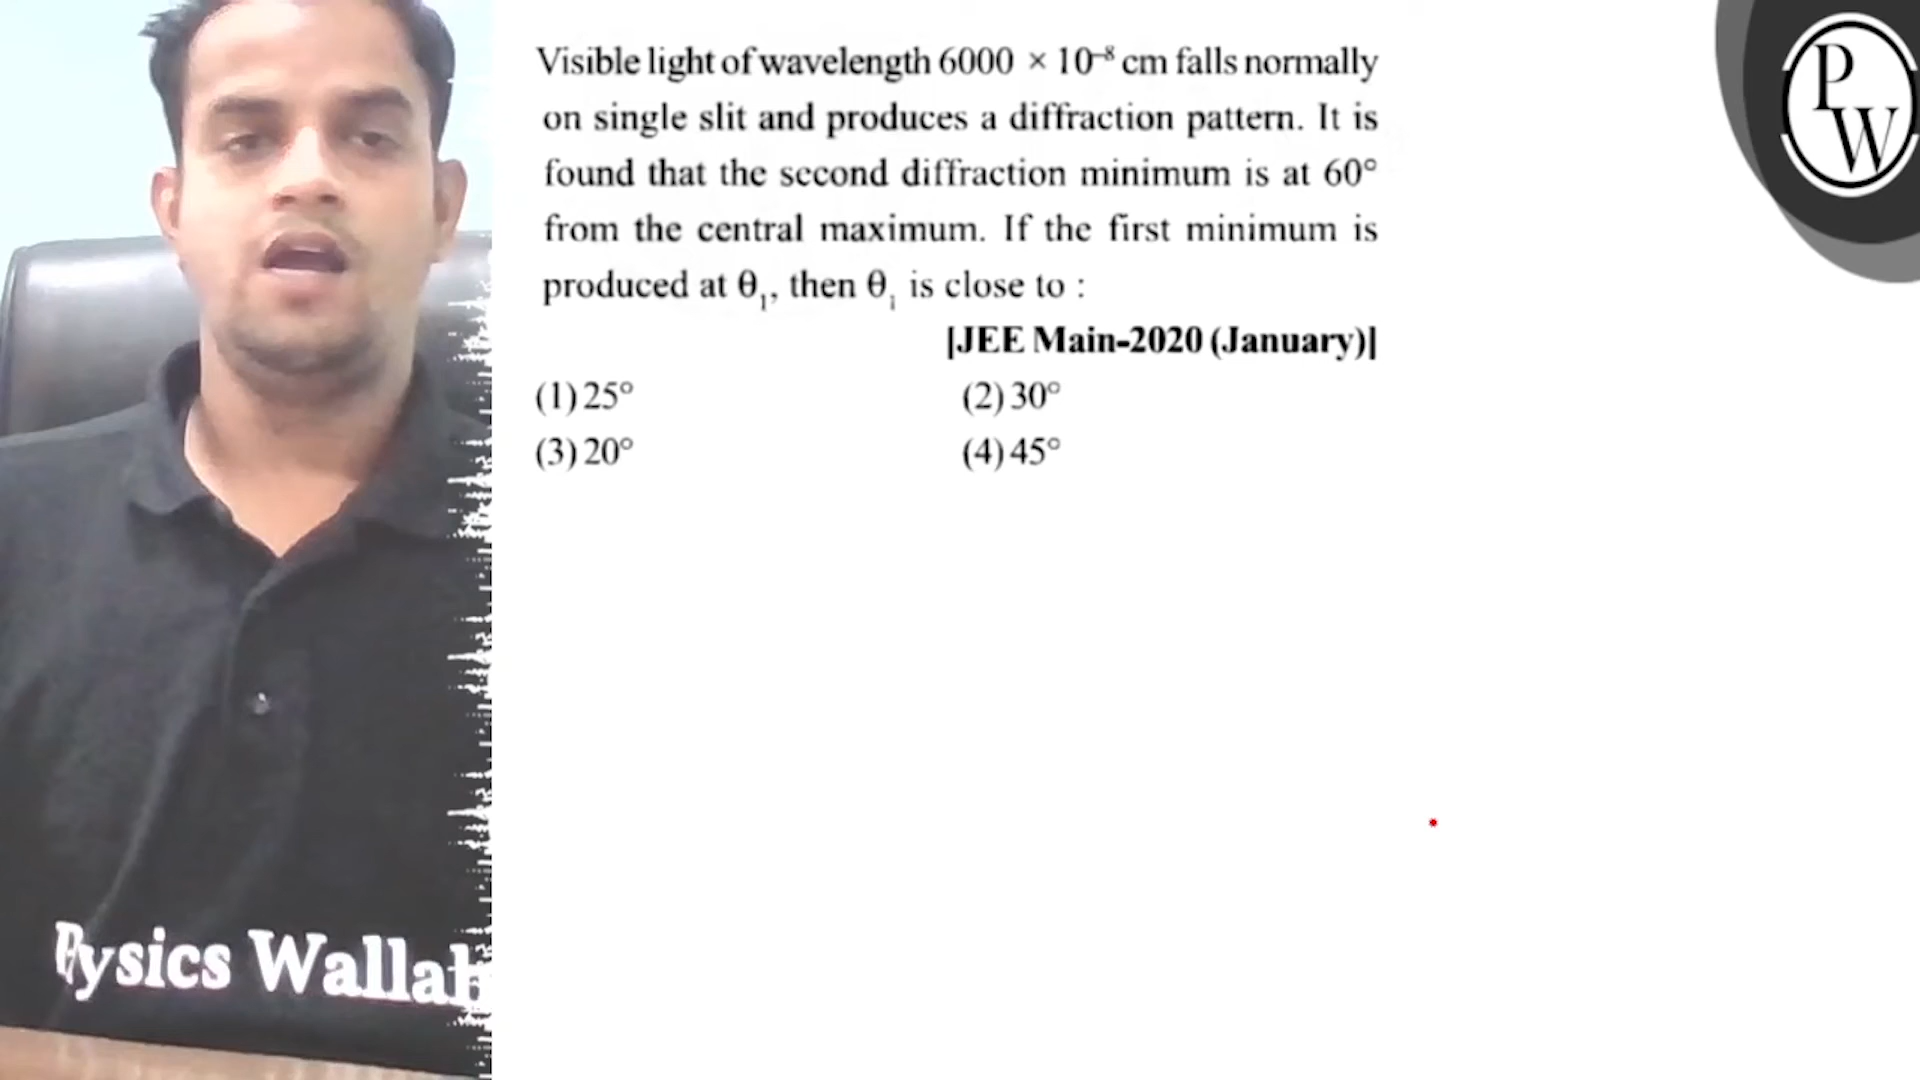 Visible light of wavelength 6000 × 10⁻⁸ cm falls normally
on single slit and produces a diffraction pattern. It is
found that the second diffraction minimum is at 60°
from the central maximum. If the first minimum is
produced at θ₁, then θ₁ is close to :
[JEE Main-2020 (January)]
(1) 25° (2) 30°
(3) 20° (4) 45°
PW